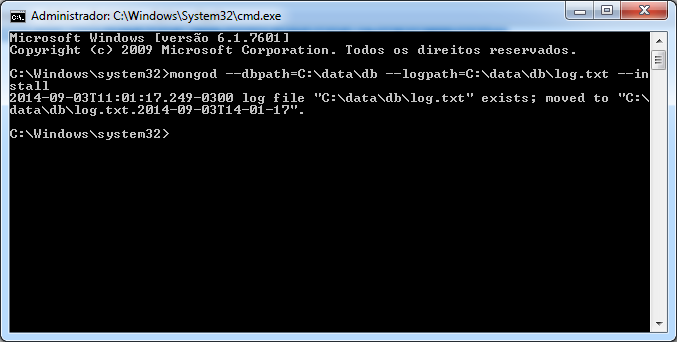 Administrador: C:\Windows\System32\cmd.exe
Microsoft Windows [versão 6.1.7601]
Copyright (c) 2009 Microsoft Corporation. Todos os direitos reservados.
C:\Windows\system32>mongod --dbpath=C:\data\db --logpath=C:\data\db\log.txt --in
stall
2014-09-03T11:01:17.249-0300 log file "C:\data\db\log.txt" exists; moved to "C:\
data\db\log.txt.2014-09-03T14-01-17".
C:\Windows\system32>